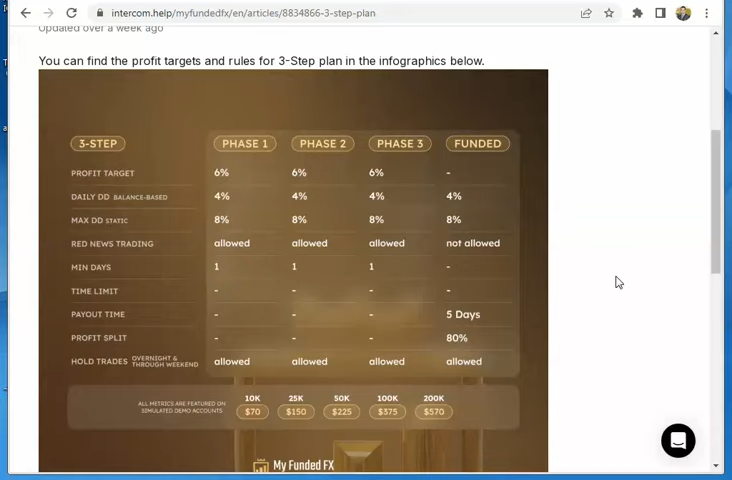 intercom.help/myfundedfx/en/articles/8834866-3-step-plan
Updated over a week ago
You can find the profit targets and rules for 3-Step plan in the infographics below.
3-STEP PHASE 1 PHASE 2 PHASE 3 FUNDED
PROFIT TARGET 6% 6% 6% -
DAILY DD BALANCE-BASED 4% 4% 4% 4%
MAX DD STATIC 8% 8% 8% 8%
RED NEWS TRADING allowed allowed allowed not allowed
MIN DAYS 1 1 1 -
TIME LIMIT - - - -
PAYOUT TIME - - - 5 Days
PROFIT SPLIT - - - 80%
HOLD TRADES OVERNIGHT & THROUGH WEEKEND allowed allowed allowed allowed
ALL METRICS ARE FEATURED ON
SIMULATED DEMO ACCOUNTS
10K 25K 50K 100K 200K
$70 $150 $225 $375 $570
My Funded FX